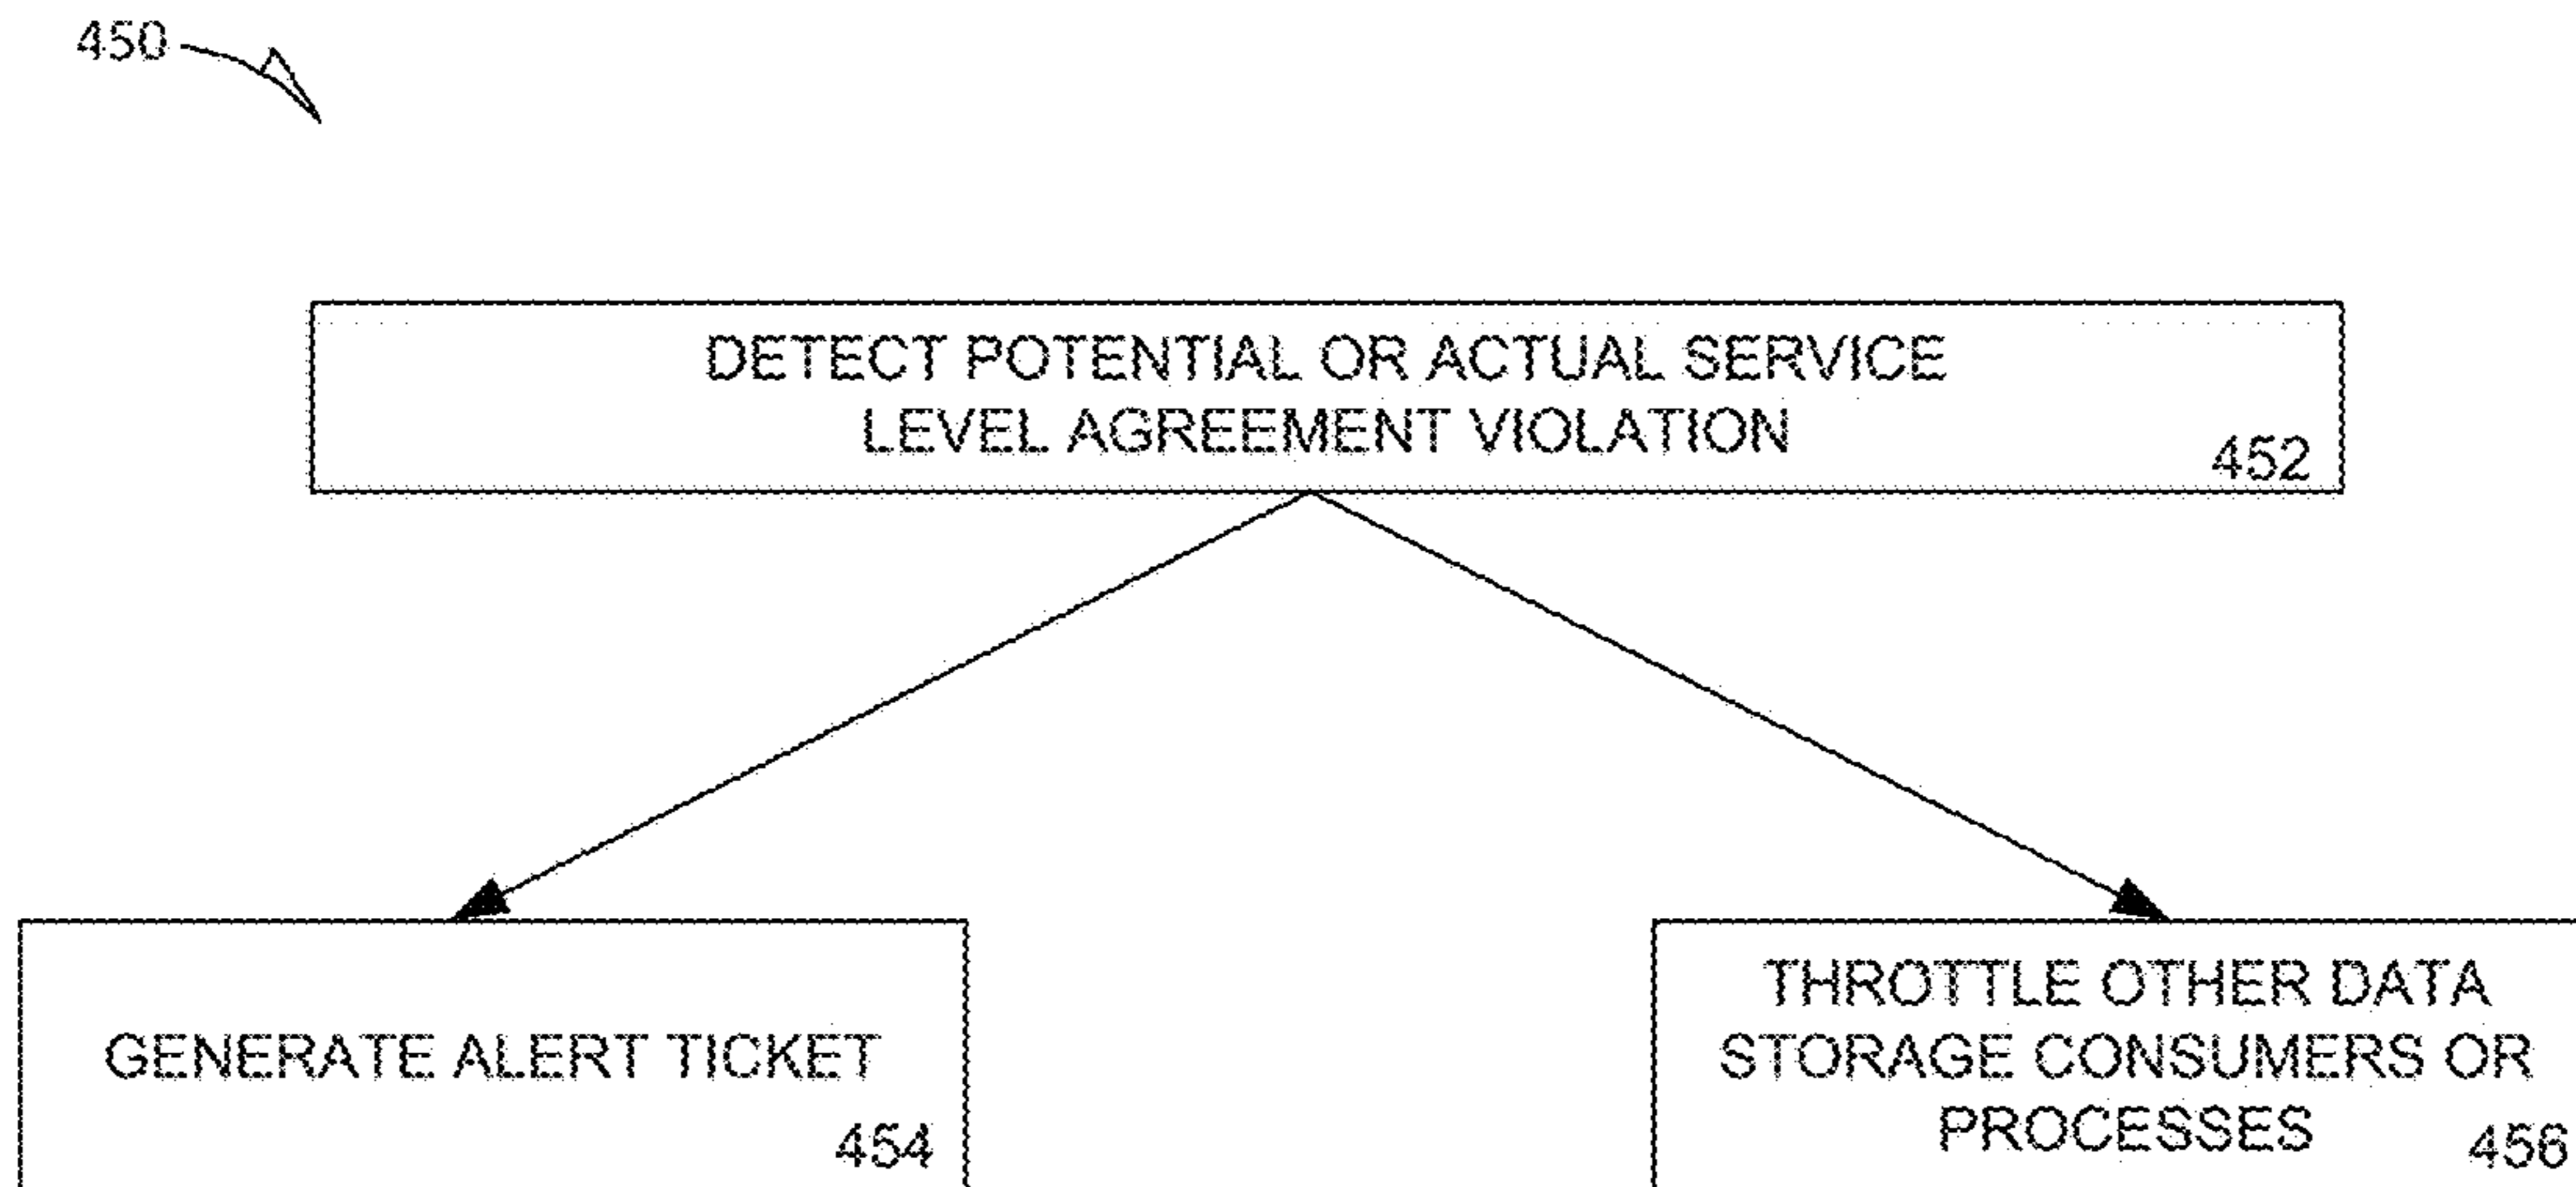 450
DETECT POTENTIAL OR ACTUAL SERVICE
LEVEL AGREEMENT VIOLATION
452
GENERATE ALERT TICKET
454
THROTTLE OTHER DATA
STORAGE CONSUMERS OR
PROCESSES
456